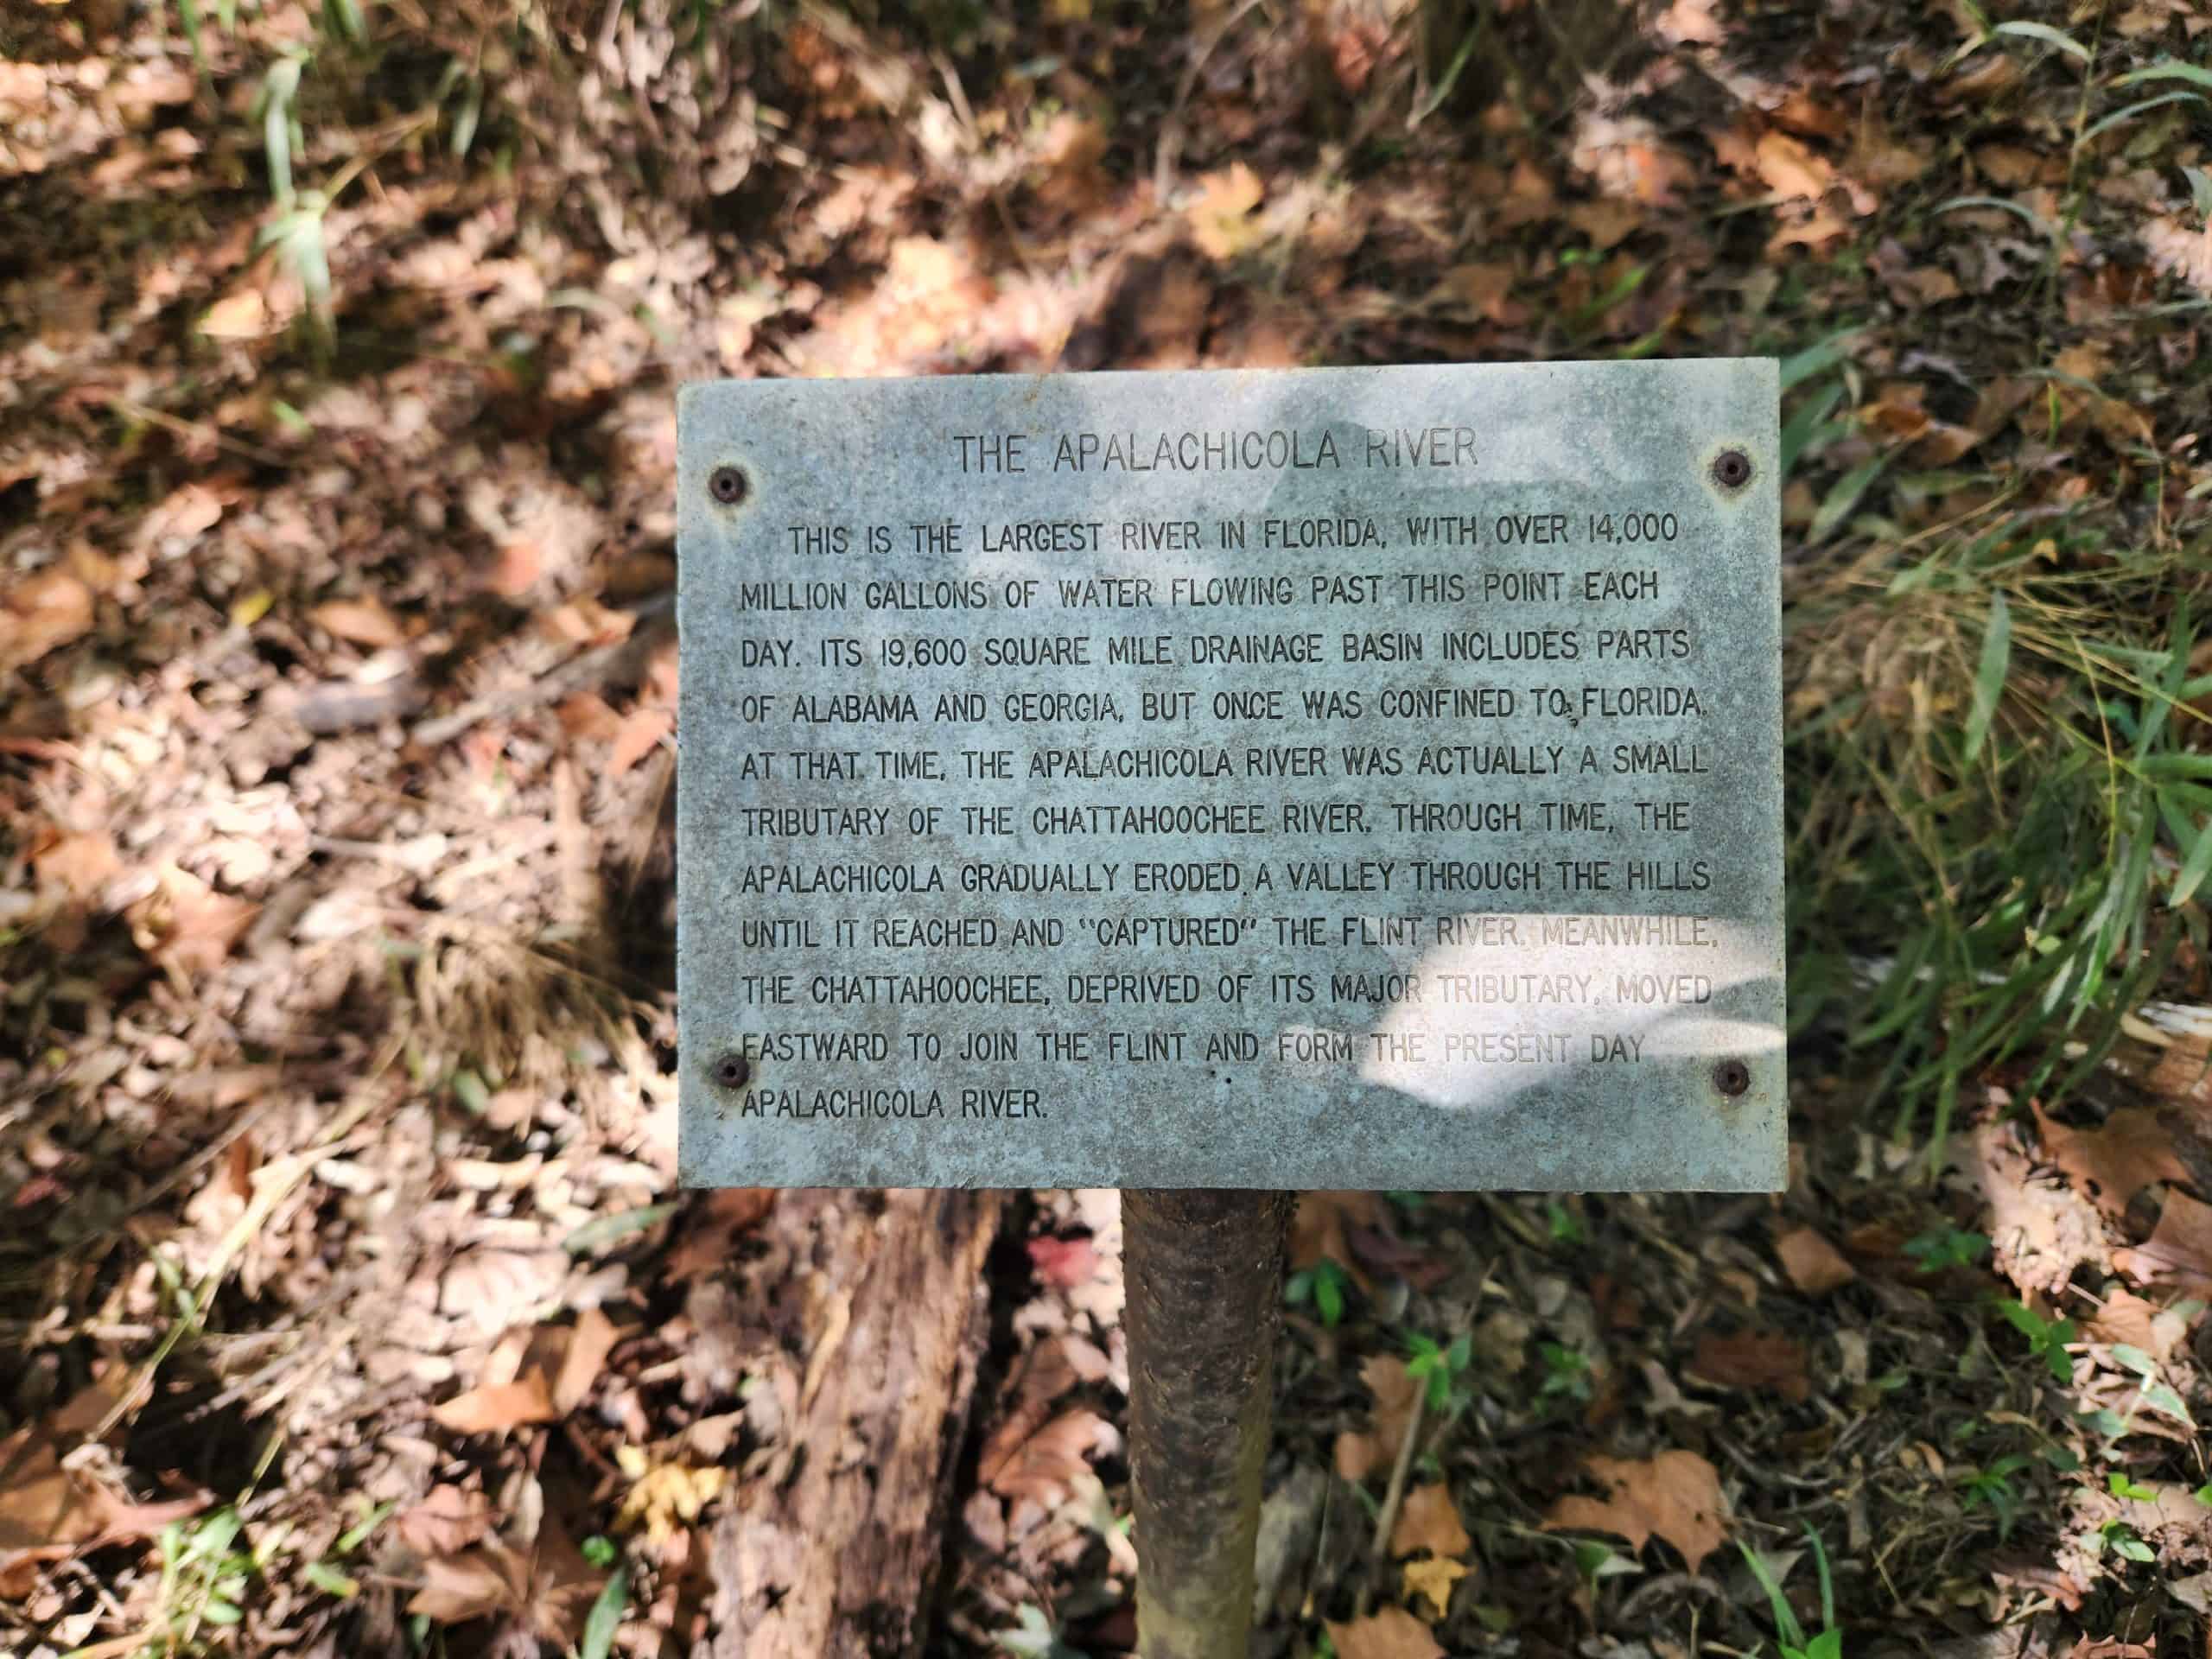 THE APALACHICOLA RIVER
THIS IS THE LARGEST RIVER IN FLORIDA, WITH OVER 14,000
MILLION GALLONS OF WATER FLOWING PAST THIS POINT EACH
DAY. ITS 19,600 SQUARE MILE DRAINAGE BASIN INCLUDES PARTS
OF ALABAMA AND GEORGIA, BUT ONCE WAS CONFINED TO FLORIDA.
AT THAT TIME, THE APALACHICOLA RIVER WAS ACTUALLY A SMALL
TRIBUTARY OF THE CHATTAHOOCHEE RIVER. THROUGH TIME, THE
APALACHICOLA GRADUALLY ERODED A VALLEY THROUGH THE HILLS
UNTIL IT REACHED AND "CAPTURED" THE FLINT RIVER. MEANWHILE,
THE CHATTAHOOCHEE, DEPRIVED OF ITS MAJOR TRIBUTARY, MOVED
EASTWARD TO JOIN THE FLINT AND FORM THE PRESENT DAY
APALACHICOLA RIVER.